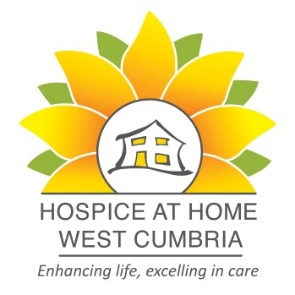 HOSPICE AT HOME
WEST CUMBRIA
Enhancing life, excelling in care